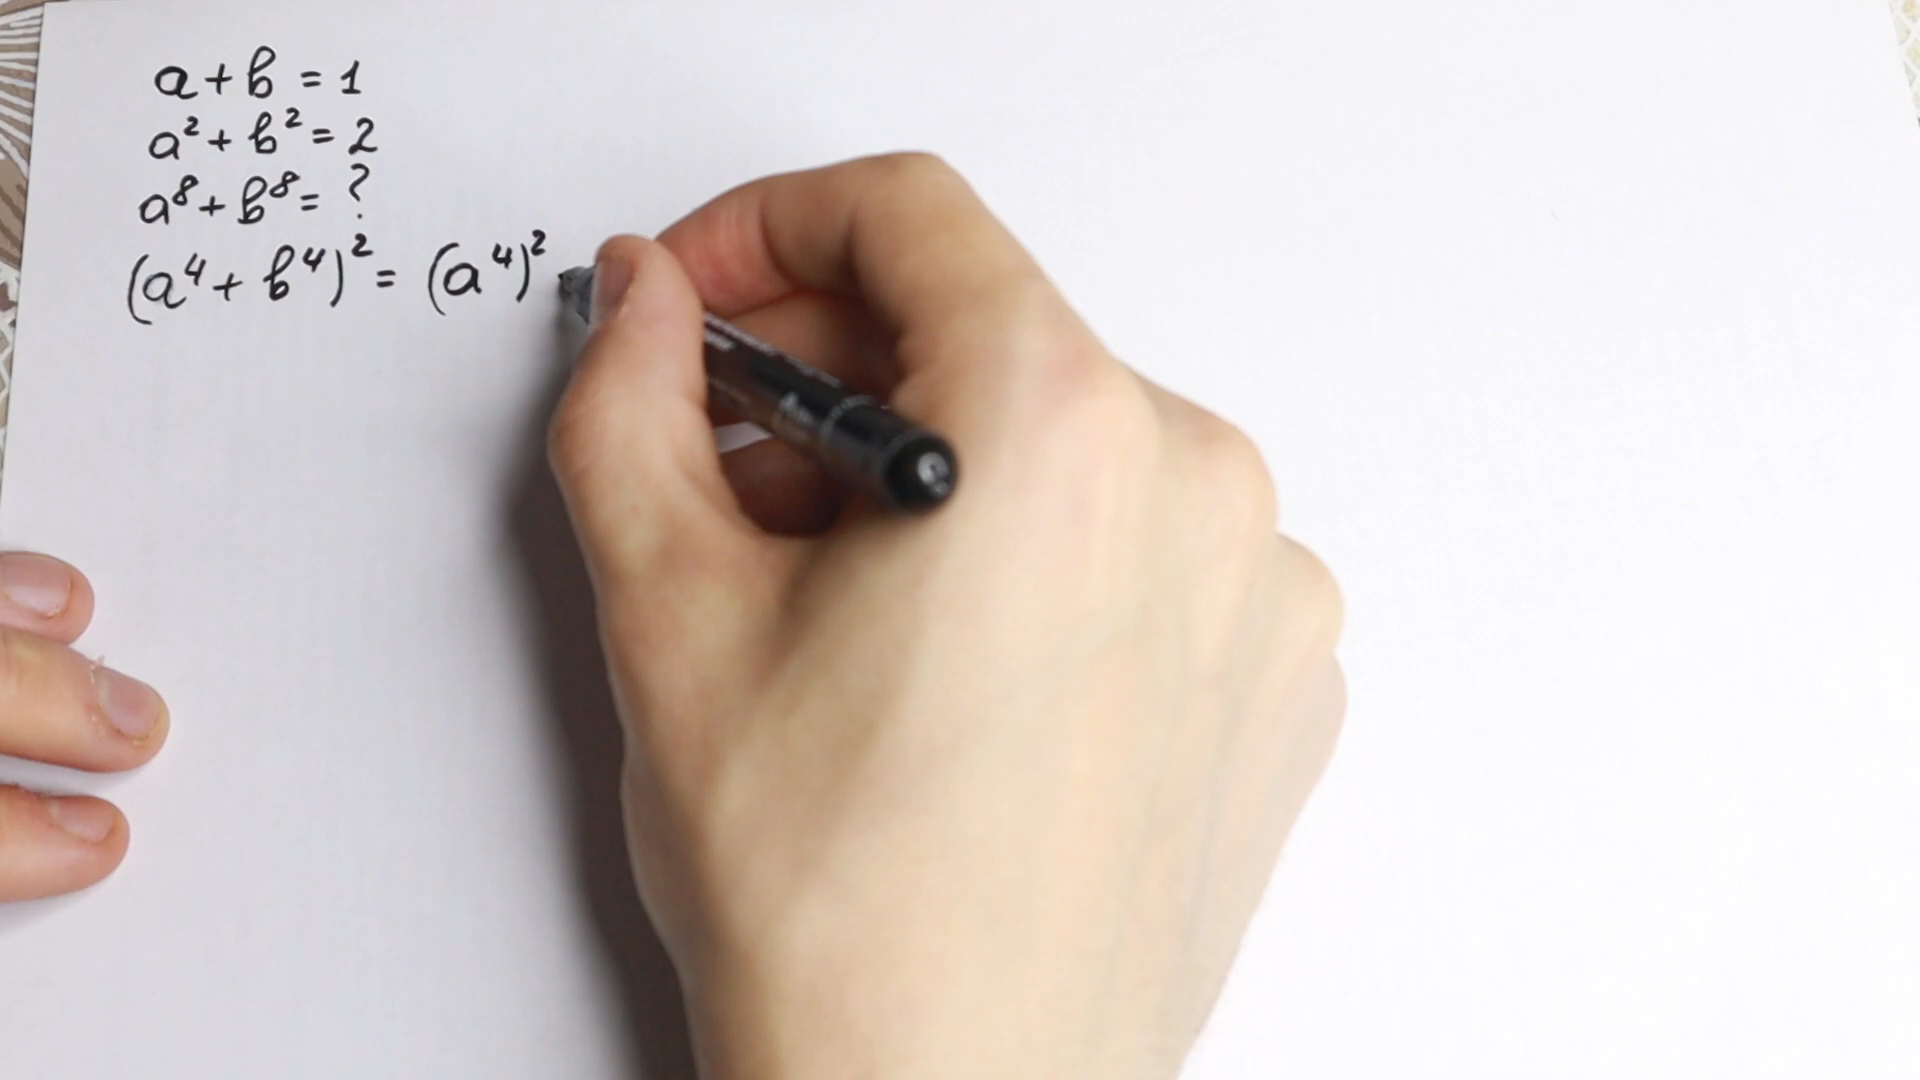 a + b = 1
a² + b² = 2
a⁸ + b⁸ = ?
(a⁴ + b⁴)² = (a⁴)²